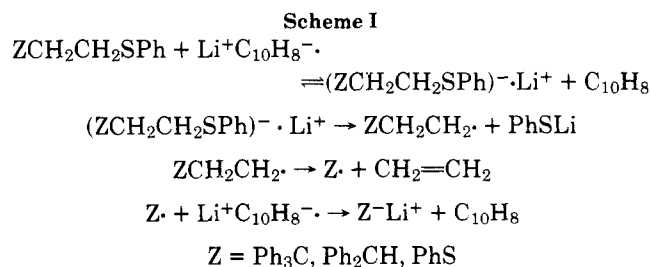 Scheme I
ZCH₂CH₂SPh + Li⁺C₁₀H₈⁻·
⇌(ZCH₂CH₂SPh)⁻·Li⁺ + C₁₀H₈
(ZCH₂CH₂SPh)⁻ · Li⁺ → ZCH₂CH₂· + PhSLi
ZCH₂CH₂· → Z· + CH₂=CH₂
Z· + Li⁺C₁₀H₈⁻· → Z⁻Li⁺ + C₁₀H₈
Z = Ph₃C, Ph₂CH, PhS